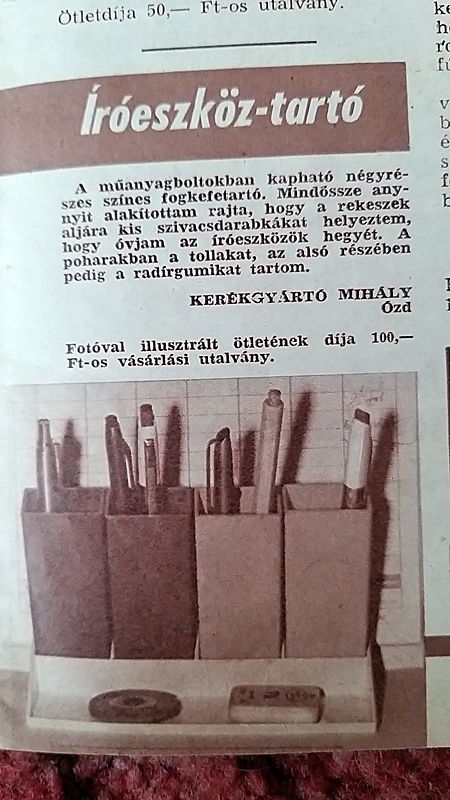 Ötletdíja 50,— Ft-os utalvány.
Íróeszköz-tartó
A műanyagboltokban kapható négyré-
szes színes fogkefetartó. Mindössze any-
nyit alakítottam rajta, hogy a rekeszek
aljára kis szivacsdarabkákat helyeztem,
hogy óvjam az íróeszközök hegyét. A
poharakban a tollakat, az alsó részében
pedig a radírgumikat tartom.
KERÉKGYÁRTÓ MIHÁLY
Ózd
Fotóval illusztrált ötletének díja 100,—
Ft-os vásárlási utalvány.